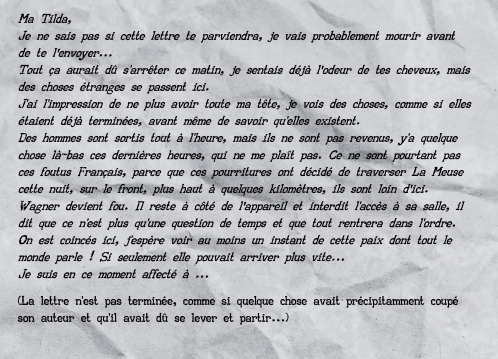 Ma Tilda,
Je ne sais pas si cette lettre te parviendra, je vais probablement mourir avant
de te l'envoyer...
Tout ça aurait dû s'arrêter ce matin, je sentais déjà l'odeur de tes cheveux, mais
des choses étranges se passent ici.
J'ai l'impression de ne plus avoir toute ma tête, je vois des choses, comme si elles
étaient déjà terminées, avant même de savoir qu'elles existent.
Des hommes sont sortis tout à l'heure, mais ils ne sont pas revenus, y'a quelque
chose là-bas ces dernières heures, qui ne me plaît pas. Ce ne sont pourtant pas
ces foutus Français, parce que ces pourritures ont décidé de traverser La Meuse
cette nuit, sur le front, plus haut à quelques kilomètres, ils sont loin d'ici.
Wagner devient fou. Il reste à côté de l'appareil et interdit l'accès à sa salle, il
dit que ce n'est plus qu'une question de temps et que tout rentrera dans l'ordre.
On est coincés ici, j'espère voir au moins un instant de cette paix dont tout le
monde parle ! Si seulement elle pouvait arriver plus vite...
Je suis en ce moment affecté à ...
(La lettre n'est pas terminée, comme si quelque chose avait précipitamment coupé
son auteur et qu'il avait dû se lever et partir...)